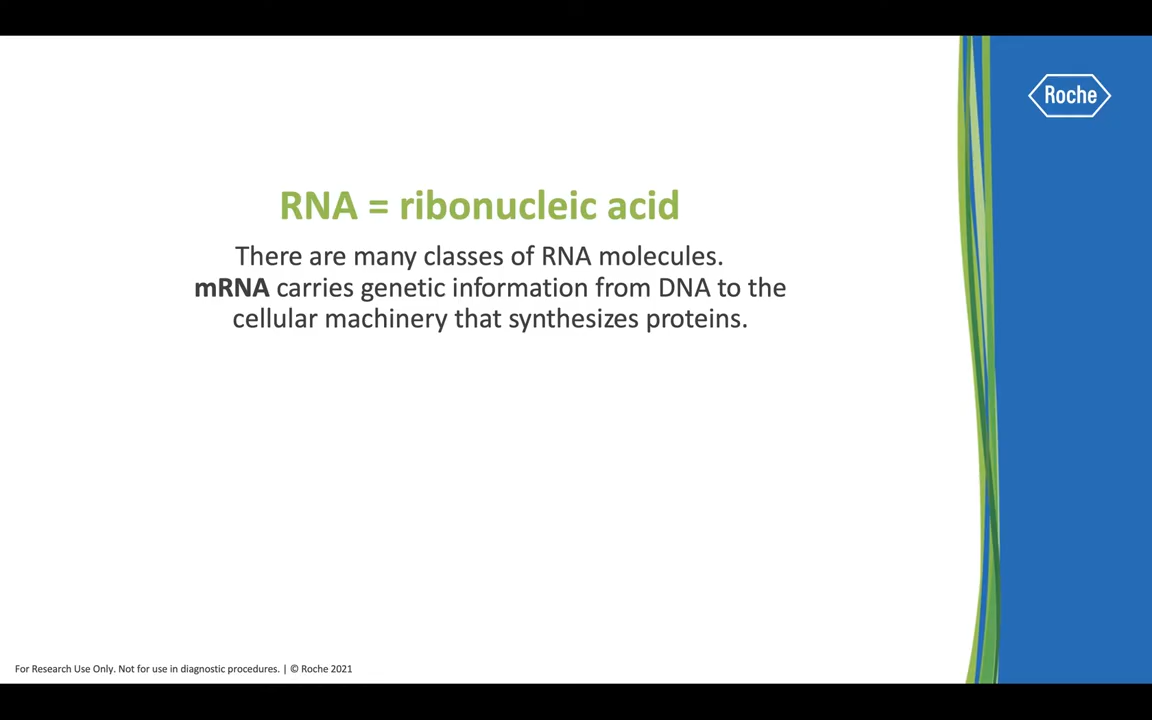 Roche
RNA = ribonucleic acid
There are many classes of RNA molecules.
mRNA carries genetic information from DNA to the
cellular machinery that synthesizes proteins.
For Research Use Only. Not for use in diagnostic procedures. | © Roche 2021